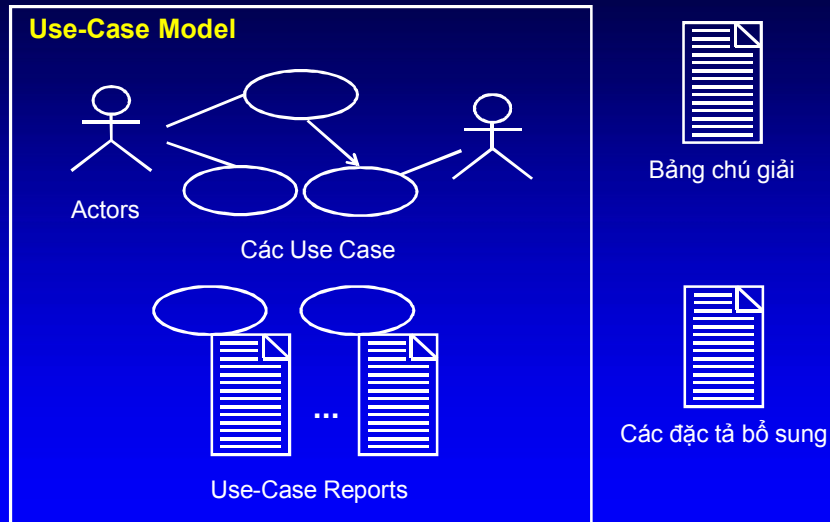 Use-Case Model
Actors
Các Use Case
...
Use-Case Reports
Bảng chú giải
Các đặc tả bổ sung